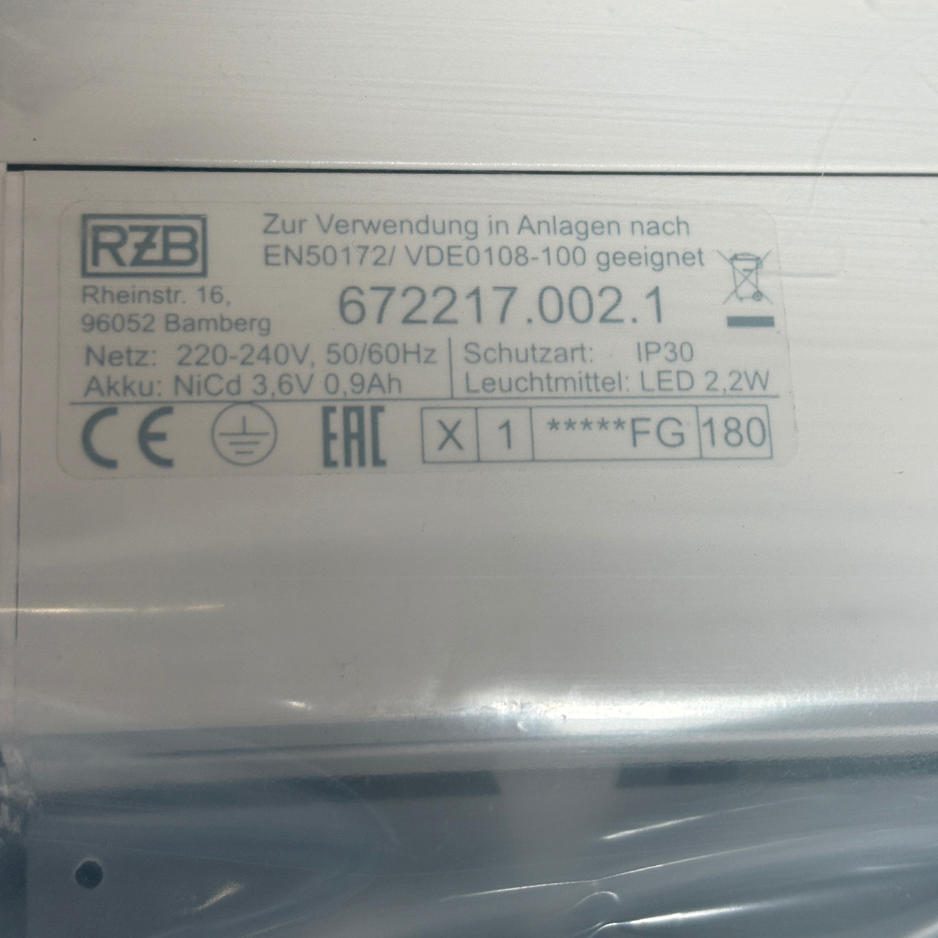 RZB
Zur Verwendung in Anlagen nach
EN50172/ VDE0108-100 geeignet
Rheinstr. 16,
96052 Bamberg
672217.002.1
Netz: 220-240V, 50/60Hz
Akku: NiCd 3,6V 0,9Ah
Schutzart: IP30
Leuchtmittel: LED 2,2W
CE EAC X 1 *****FG 180